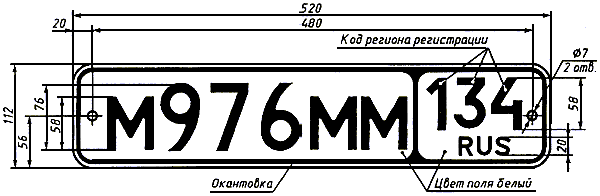 520
20
480
Код региона регистрации
Ø7
2 отв.
112
76
58
56
М976ММ
134
RUS
58
20
Окантовка
Цвет поля белый